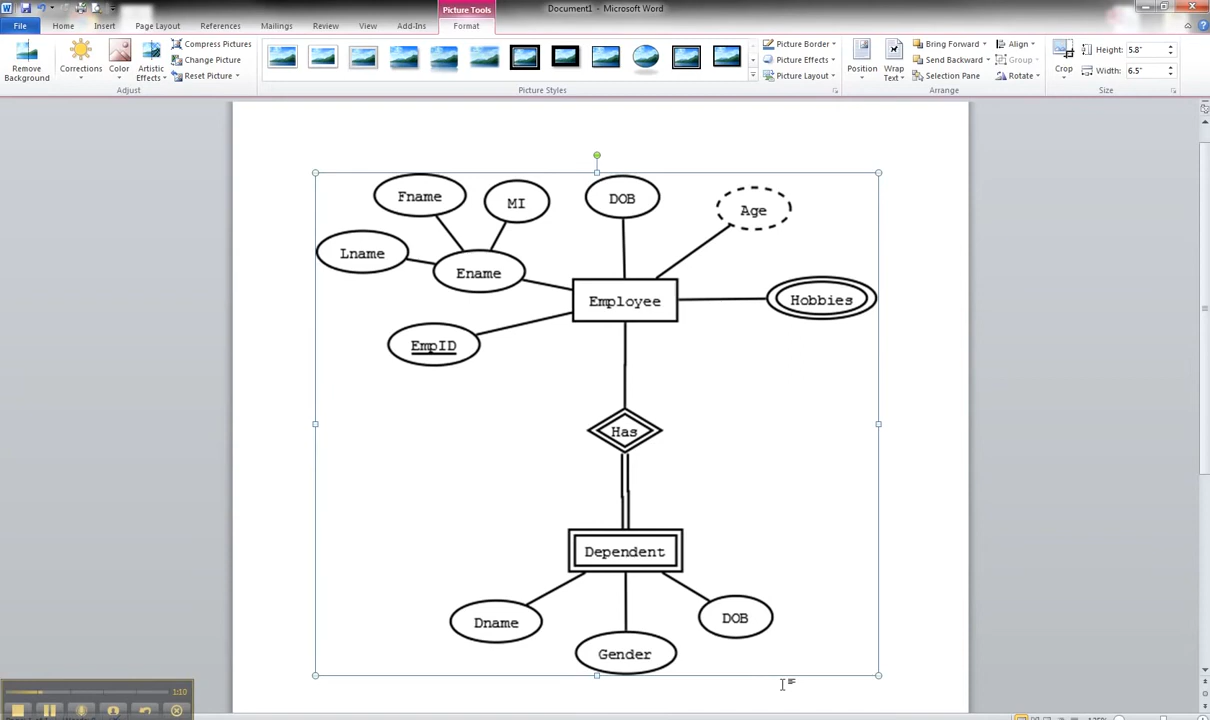 Document1 - Microsoft Word
Picture Tools
File Home Insert Page Layout References Mailings Review View Add-Ins Format
Remove Background
Corrections
Color
Artistic Effects
Compress Pictures
Change Picture
Reset Picture
Adjust
Picture Styles
Picture Border
Picture Effects
Picture Layout
Position
Wrap Text
Bring Forward
Send Backward
Selection Pane
Align
Group
Rotate
Arrange
Crop
Height: 5.8"
Width: 6.5"
Size
Fname
MI
DOB
Age
Lname
Ename
Employee
Hobbies
EmpID
Has
Dependent
Dname
Gender
DOB
1:10